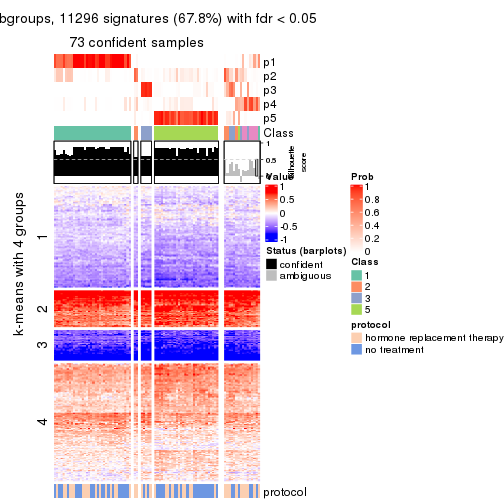 bgroups, 11296 signatures (67.8%) with fdr < 0.05
73 confident samples
p1
p2
p3
p4
p5
Class
1
0.5
0
Silhouette
score
k-means with 4 groups
1
2
3
4
protocol
Value
1
0.5
0
-0.5
-1
Status (barplots)
confident
ambiguous
Prob
1
0.8
0.6
0.4
0.2
0
Class
1
2
3
5
protocol
hormone replacement therapy
no treatment